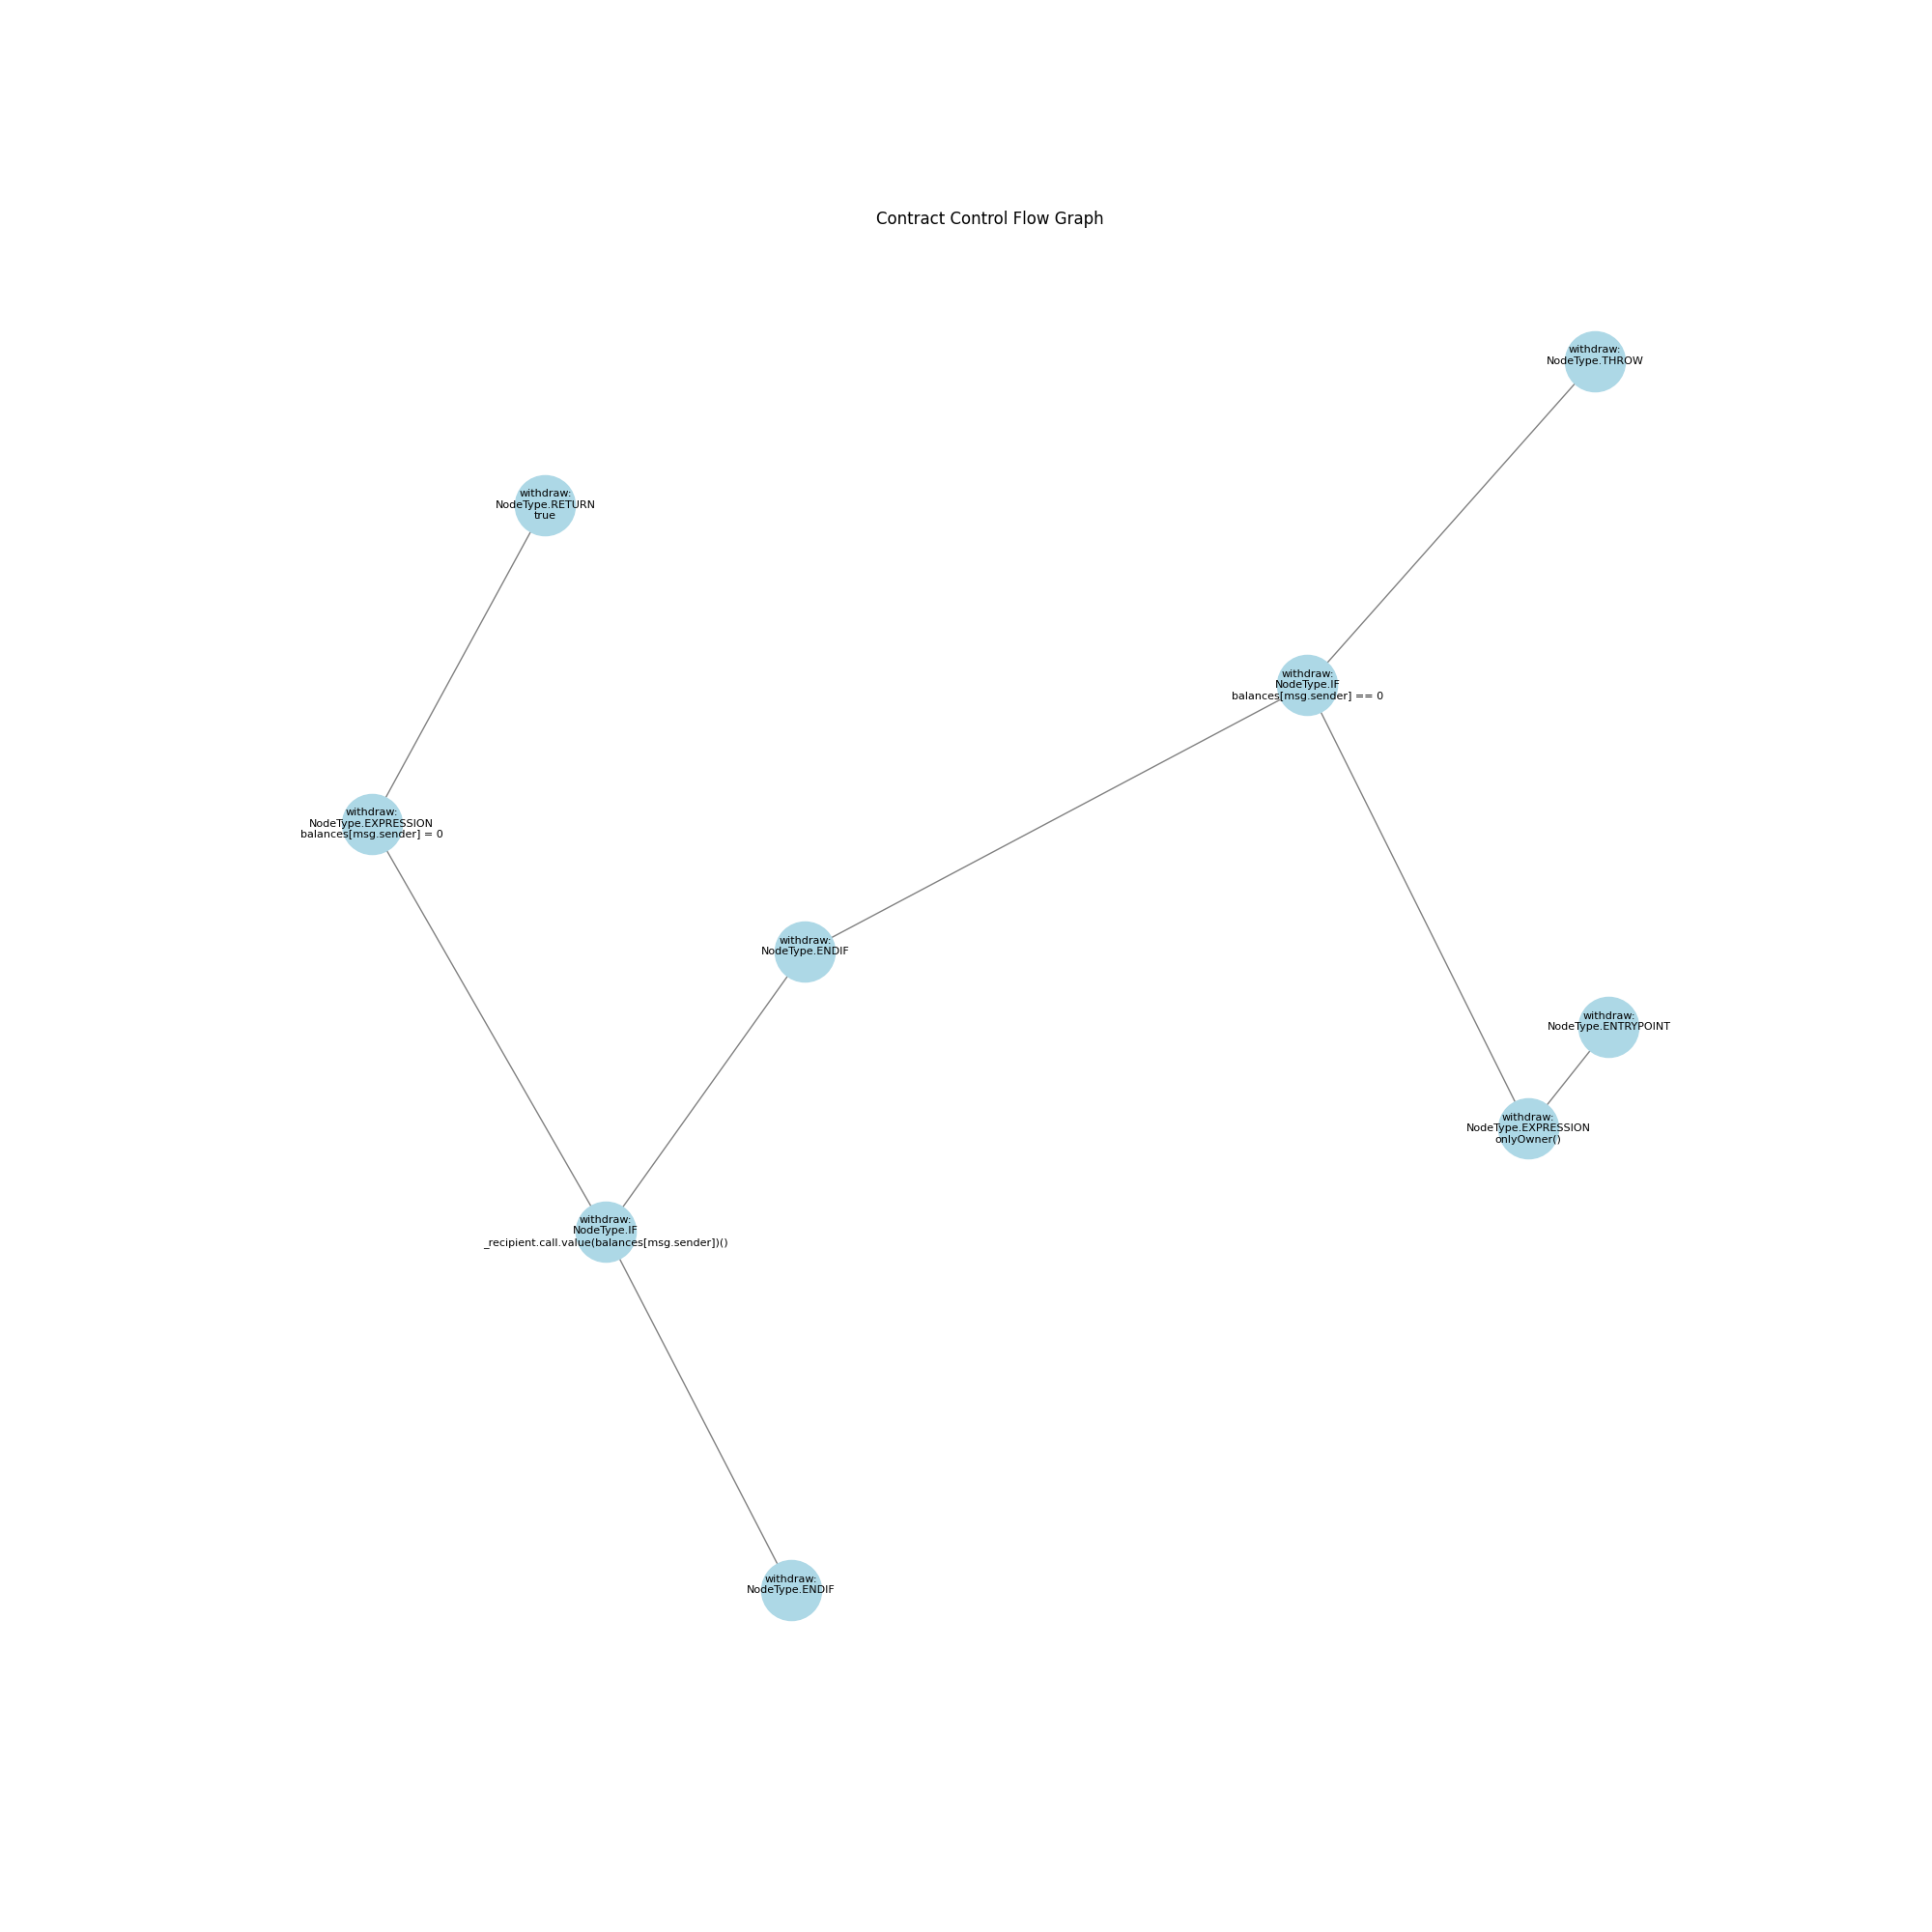 Contract Control Flow Graph
withdraw:
NodeType.THROW
withdraw:
NodeType.RETURN
true
withdraw:
NodeType.IF
balances[msg.sender] == 0
withdraw:
NodeType.EXPRESSION
balances[msg.sender] = 0
withdraw:
NodeType.ENDIF
withdraw:
NodeType.ENTRYPOINT
withdraw:
NodeType.EXPRESSION
onlyOwner()
withdraw:
NodeType.IF
_recipient.call.value(balances[msg.sender])()
withdraw:
NodeType.ENDIF